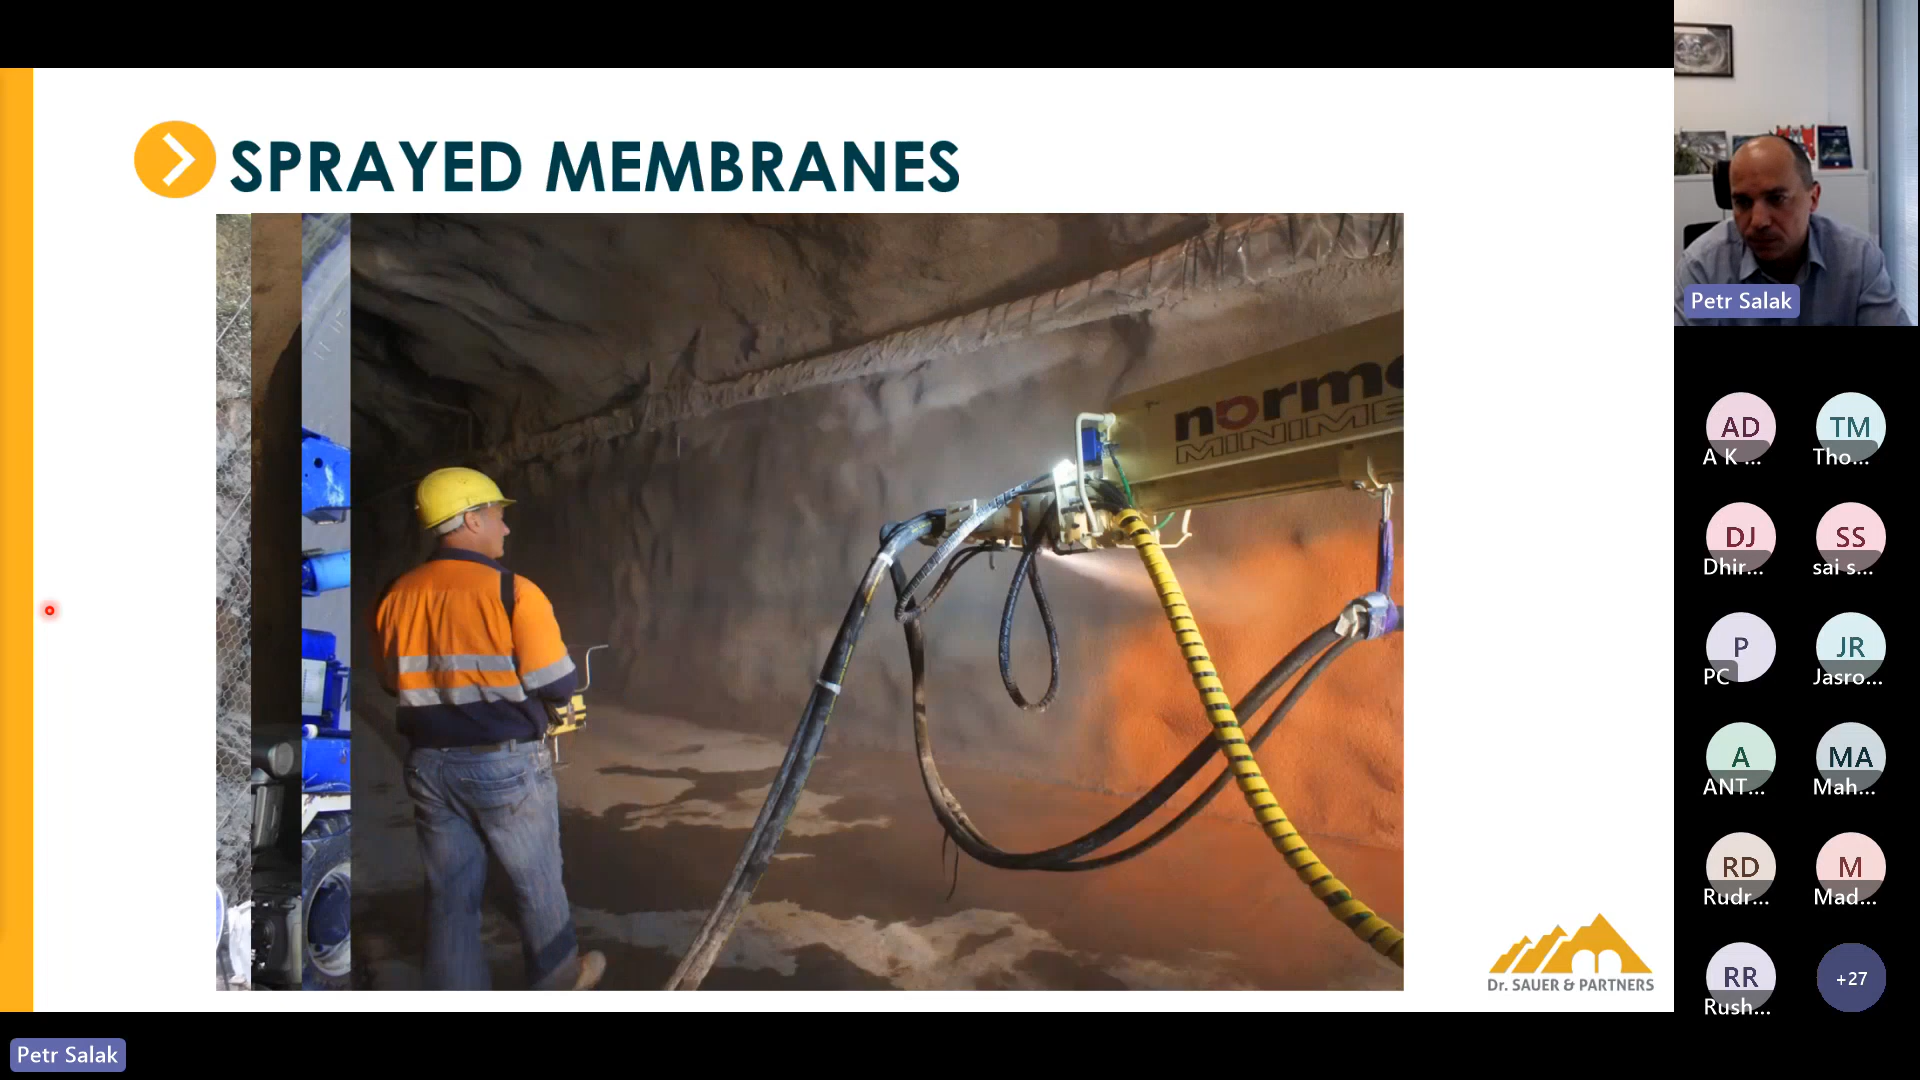 SPRAYED MEMBRANES
norme
MINIME
Dr. SAUER & PARTNERS
Petr Salak
AD
A K ...
TM
Tho...
DJ
Dhir...
SS
sai s...
P
PC
JR
Jasro...
A
ANT...
MA
Mah...
RD
Rudr...
M
Mad...
RR
Rush...
+27
Petr Salak